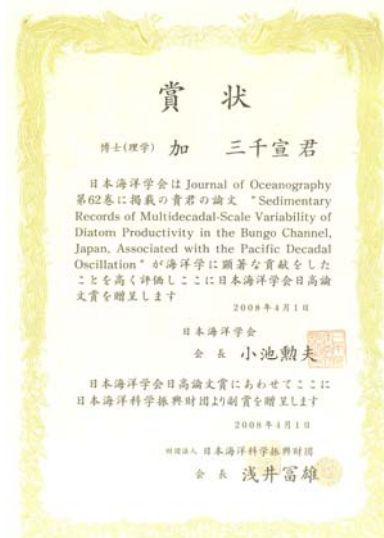 賞 状
博士(理学) 加 三千宣 君
日本海洋学会は Journal of Oceanography
第62巻に掲載の貴君の論文 "Sedimentary
Records of Multidecadal-Scale Variability of
Diatom Productivity in the Bungo Channel,
Japan, Associated with the Pacific Decadal
Oscillation" が海洋学に顕著な貢献をした
ことを高く評価しここに日本海洋学会日高論
文賞を贈呈します
2008年4月1日
日本海洋学会
会 長 小池勲夫
日本海洋学会日高論文賞にあわせてここに
日本海洋科学振興財団より副賞を贈呈します
2008年4月1日
財団法人 日本海洋科学振興財団
会 長 浅井冨雄